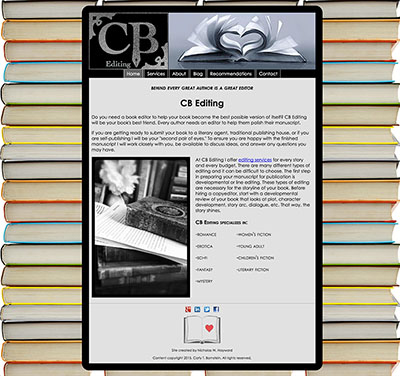 CB
Editing
Home Services About Blog Recommendations Contact
BEHIND EVERY GREAT AUTHOR IS A GREAT EDITOR
CB Editing
Do you need a book editor to help your book become the best possible version of itself? CB Editing
will be your book's best friend. Every author needs an editor to help them polish their manuscript.
If you are getting ready to submit your book to a literary agent, traditional publishing house, or if you
are self-publishing I will be your "second pair of eyes." To ensure you are happy with the finished
manuscript I will work closely with you, be available to discuss ideas, and answer any questions you
may have.
At CB Editing I offer editing services for every story
and every budget. There are many different types of
editing and it can be difficult to choose. The first step
in preparing your manuscript for publication is
developmental or line editing. These types of editing
are necessary for the storyline of your book. Before
hiring a copyeditor, start with a developmental
review of your book that looks at plot, character
development, story arc, dialogue, etc. That way, the
story shines.
CB EDITING SPECIALIZES IN:
-ROMANCE -WOMEN'S FICTION
-EROTICA -YOUNG ADULT
-SCI-FI -CHILDREN'S FICTION
-FANTASY -LITERARY FICTION
-MYSTERY
Site created by Nicholas M. Hayward
Content copyright 2015. Cary T. Bornstein. All rights reserved.